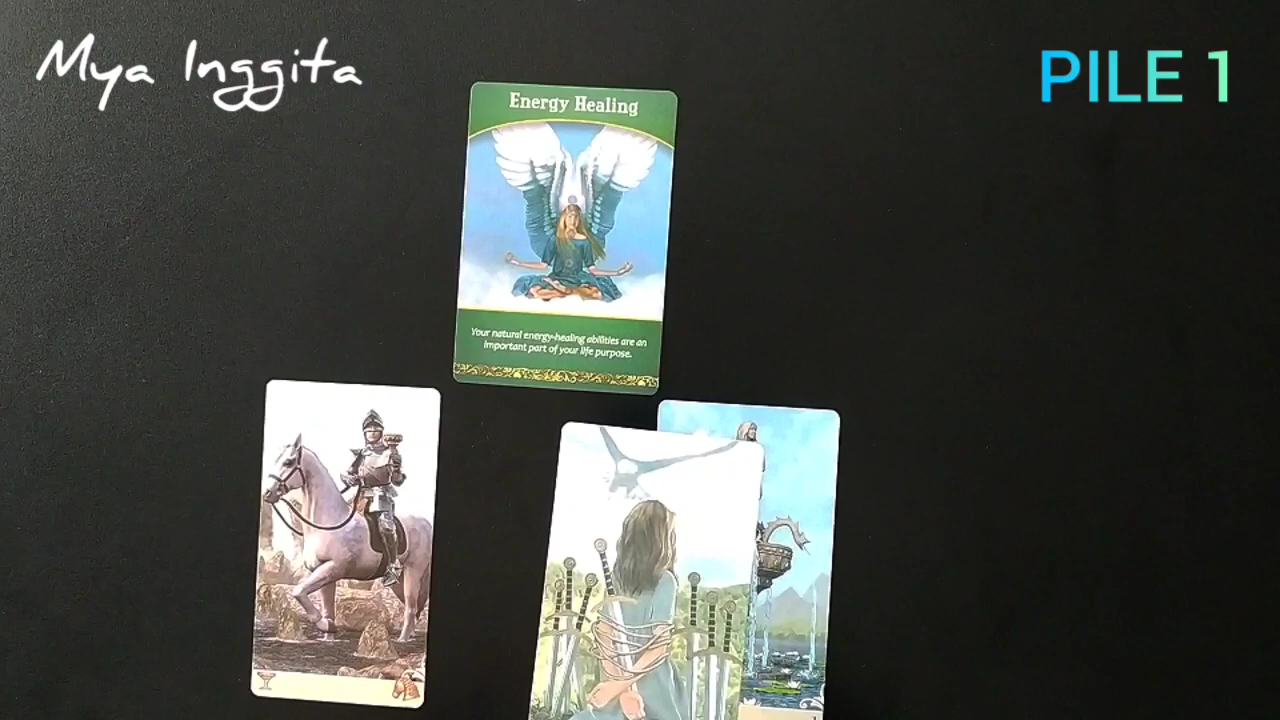 Mya Inggita
PILE 1
Energy Healing
Your natural energy-healing abilities are an
important part of your life purpose.